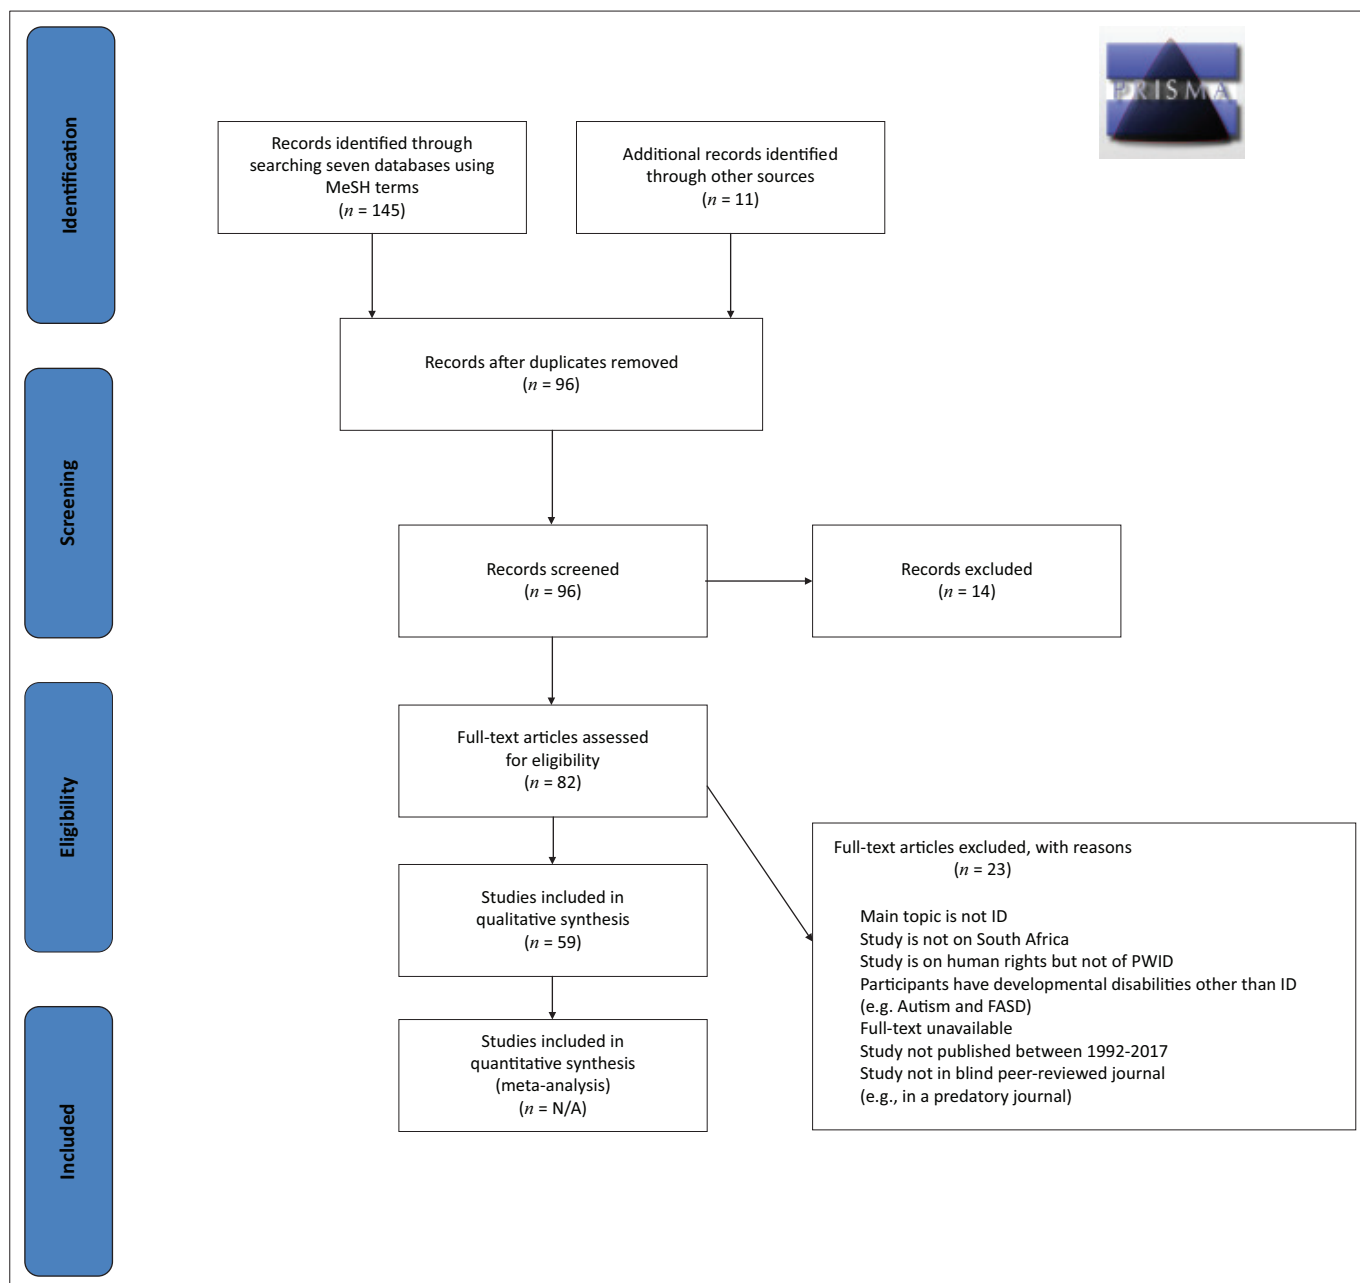 Identification
PRISMA
Records identified through
searching seven databases using
MeSH terms
(n = 145)
Additional records identified
through other sources
(n = 11)
Records after duplicates removed
(n = 96)
Screening
Records screened
(n = 96)
Records excluded
(n = 14)
Eligibility
Full-text articles assessed
for eligibility
(n = 82)
Full-text articles excluded, with reasons
(n = 23)
Main topic is not ID
Study is not on South Africa
Study is on human rights but not of PWID
Participants have developmental disabilities other than ID
(e.g. Autism and FASD)
Full-text unavailable
Study not published between 1992-2017
Study not in blind peer-reviewed journal
(e.g., in a predatory journal)
Studies included in
qualitative synthesis
(n = 59)
Included
Studies included in
quantitative synthesis
(meta-analysis)
(n = N/A)